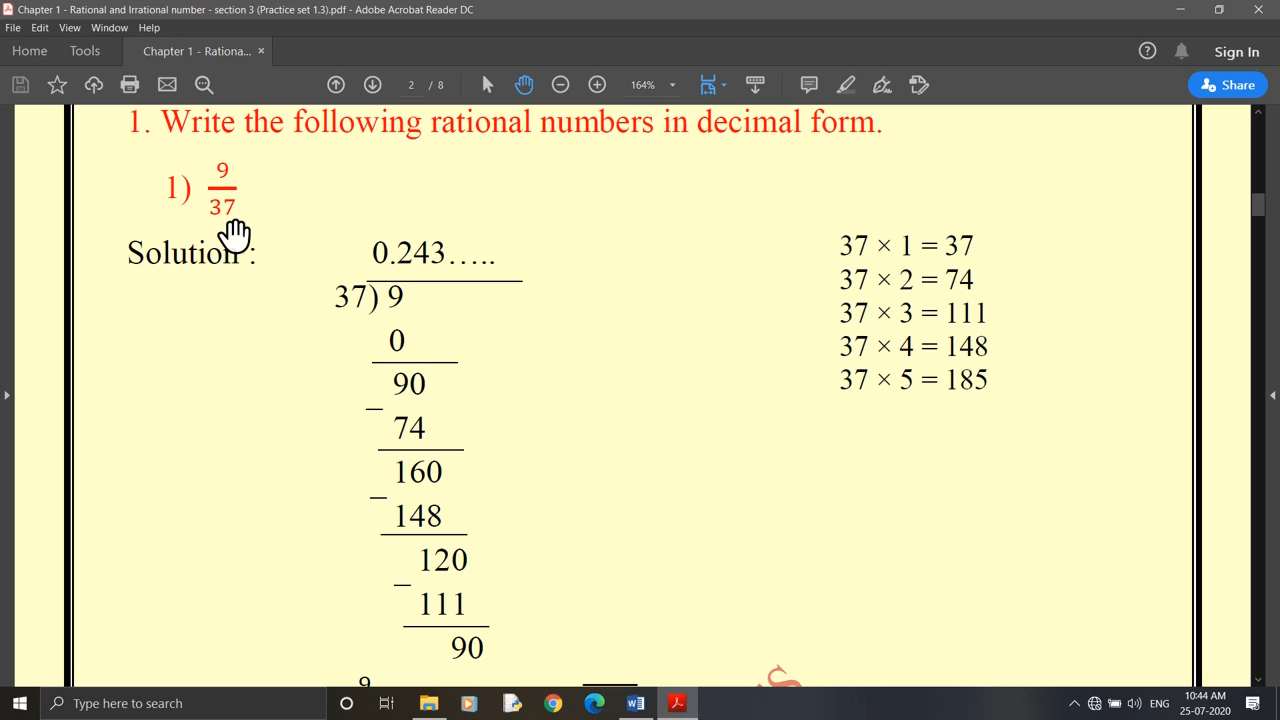 Chapter 1 - Rational and Irrational number - section 3 (Practice set 1.3).pdf - Adobe Acrobat Reader DC
File Edit View Window Help
Home Tools Chapter 1 - Rationa... × Sign In
2 / 8 164% Share
1. Write the following rational numbers in decimal form.
1) 9/37
Solution : 0.243…..
37) 9
0
90
– 74
160
– 148
120
– 111
90
9
37 × 1 = 37
37 × 2 = 74
37 × 3 = 111
37 × 4 = 148
37 × 5 = 185
Type here to search
ENG 10:44 AM
25-07-2020